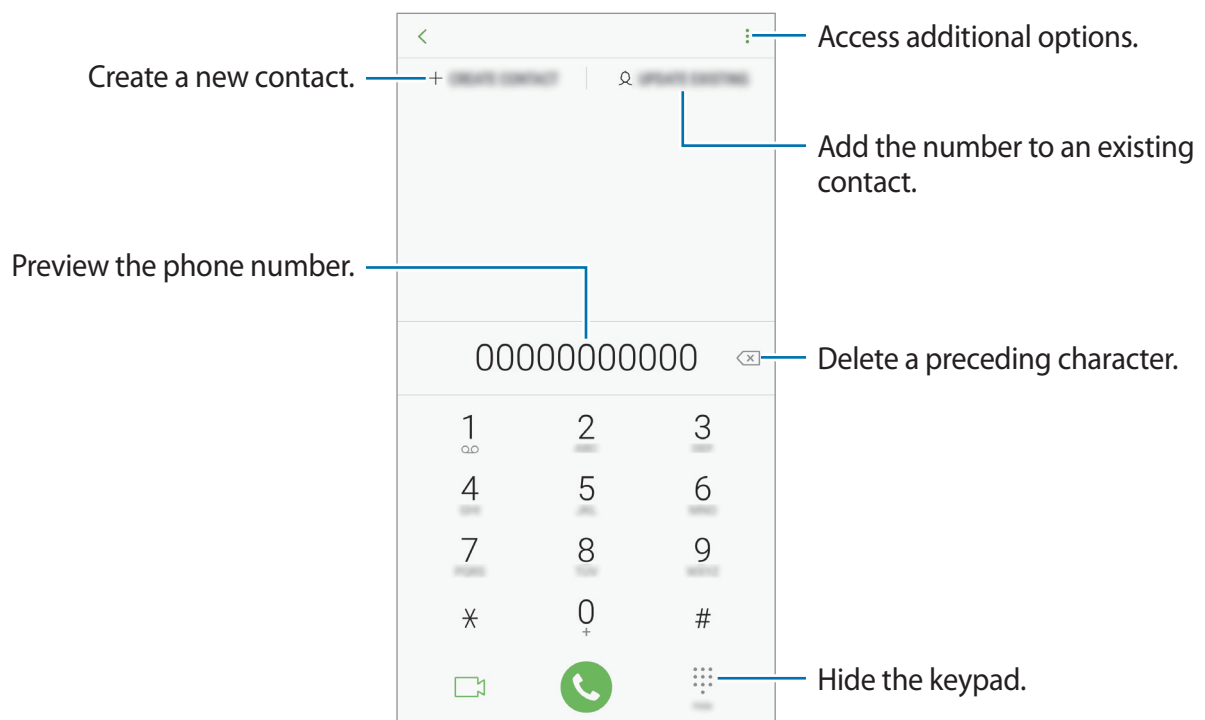 Access additional options.
Create a new contact.
Add the number to an existing
contact.
Preview the phone number.
00000000000
Delete a preceding character.
1 2 3
4 5 6
7 8 9
* 0 #
+
Hide the keypad.